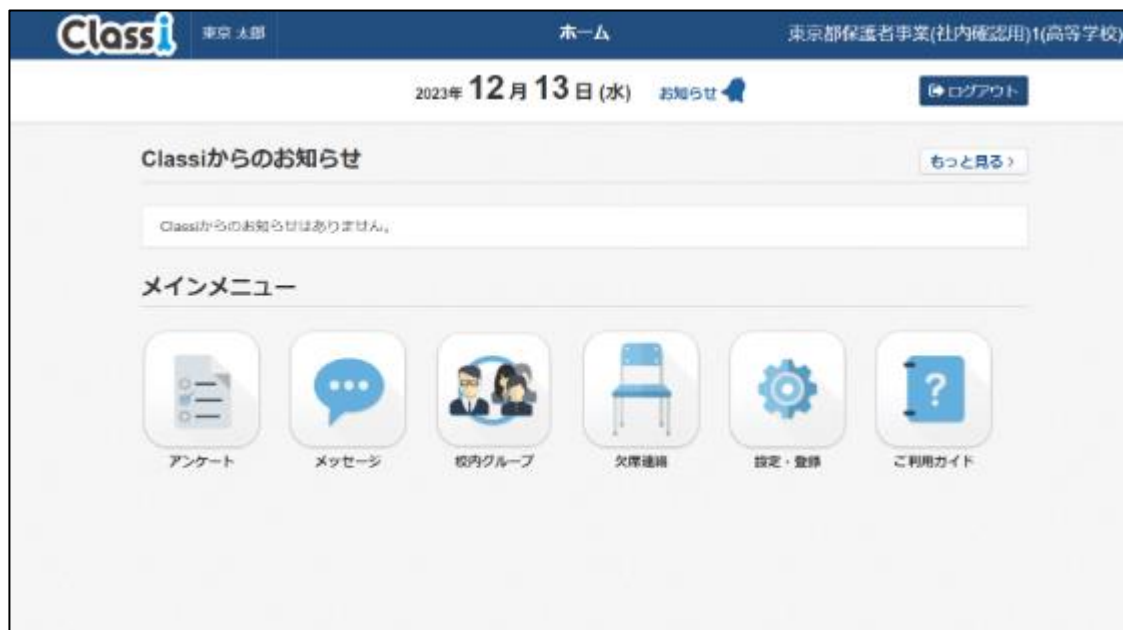 Classi 東京 太郎 ホーム 東京都保護者事業(社内確認用)1(高等学校)
2023年 12月 13日 (水) お知らせ ログアウト
Classiからのお知らせ もっと見る ›
Classiからのお知らせはありません。
メインメニュー
?
アンケート メッセージ 校内グループ 欠席連絡 設定・登録 ご利用ガイド